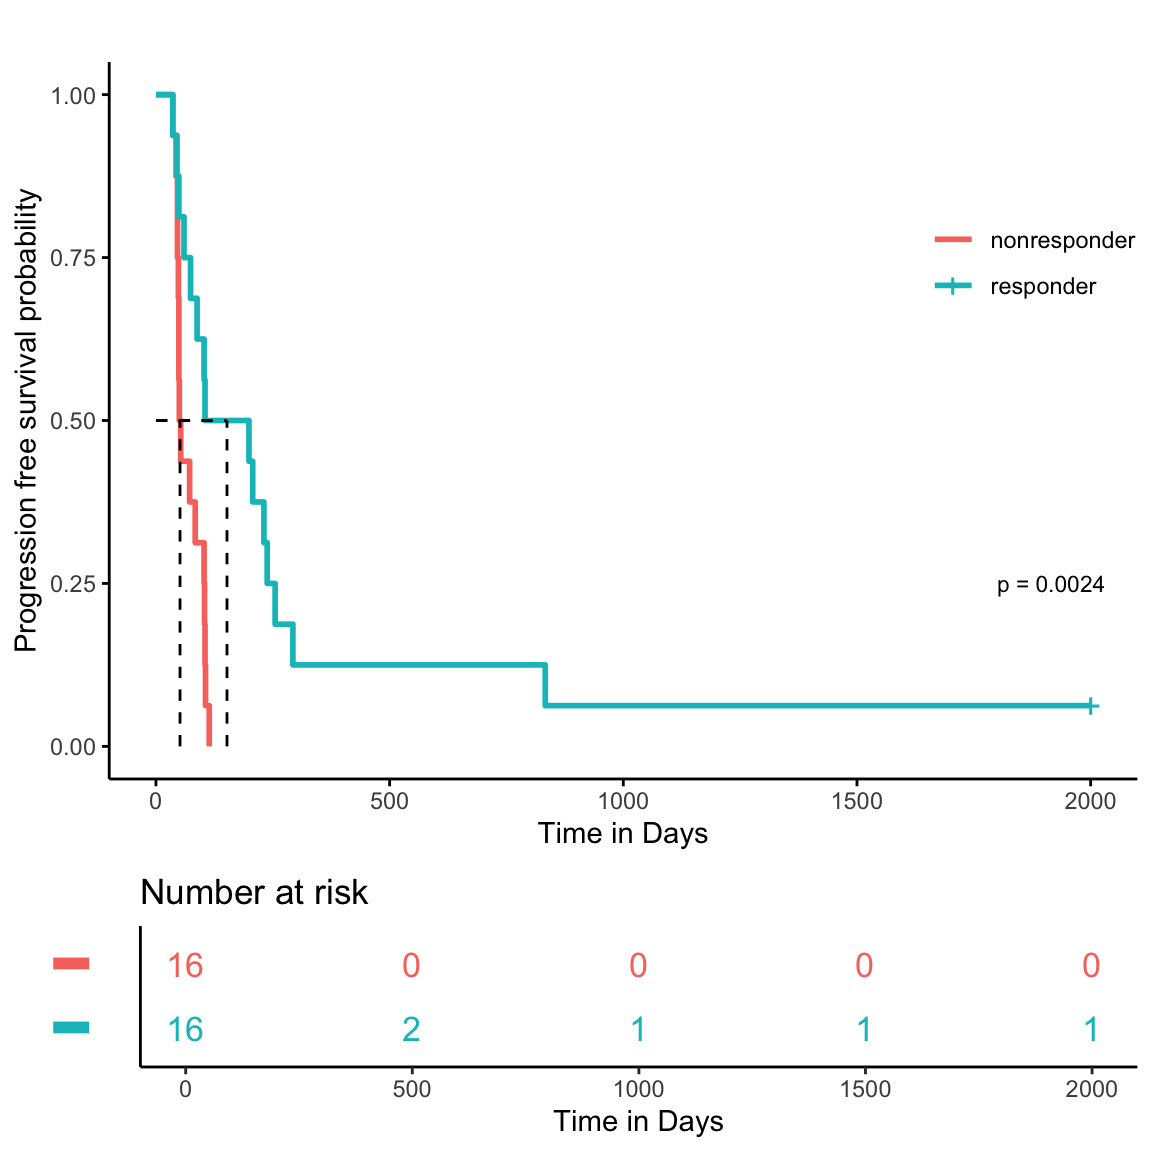 Progression free survival probability
1.00
0.75
0.50
0.25
0.00
nonresponder
responder
p = 0.0024
0 500 1000 1500 2000
Time in Days
Number at risk
16 0 0 0 0
16 2 1 1 1
0 500 1000 1500 2000
Time in Days